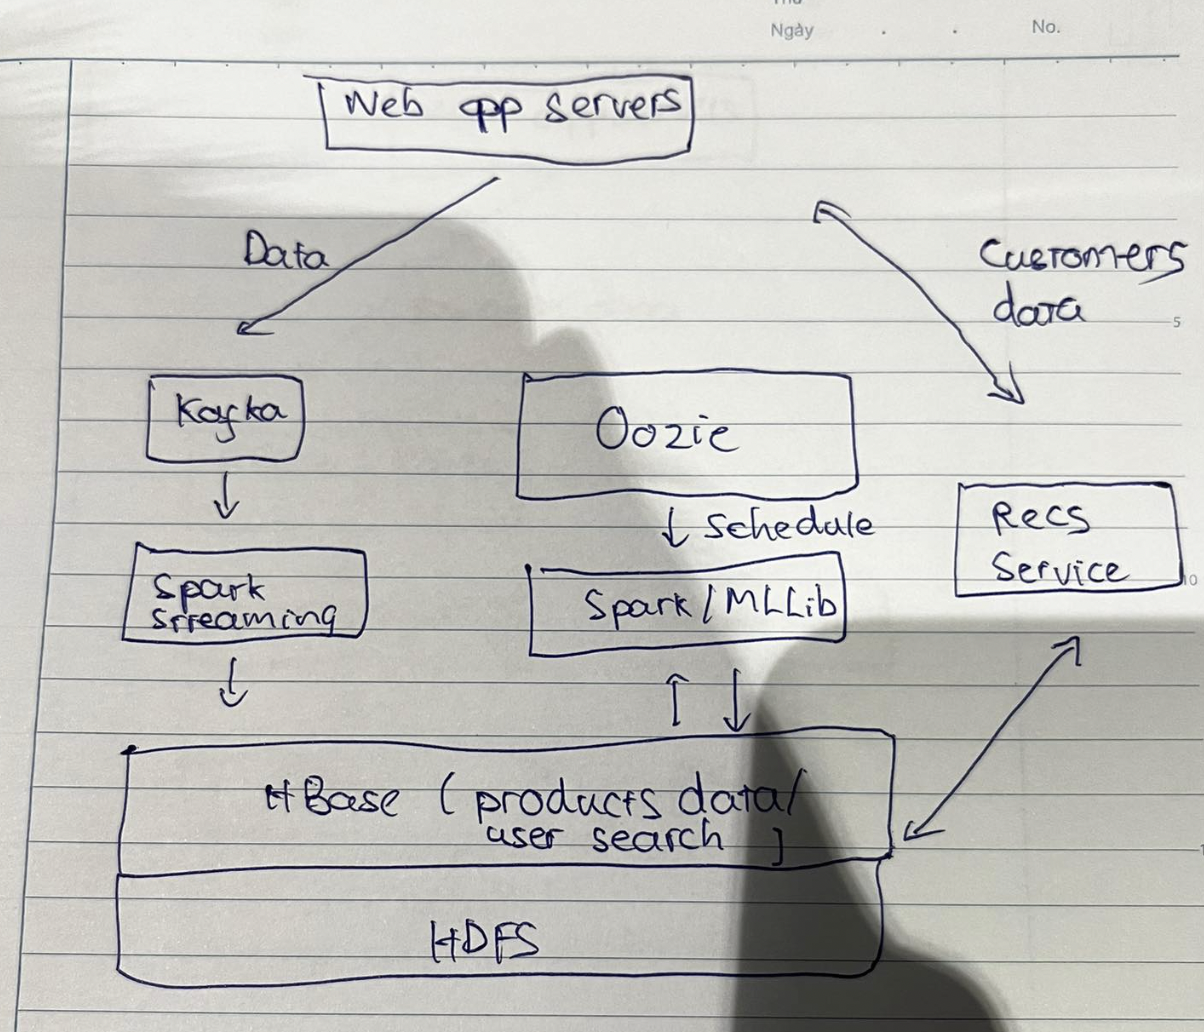 Thứ
Ngày
No.
Web app servers
Data
Customers
data
5
Kafka
Oozie
Schedule
Recs
Service
10
Spark
Streaming
Spark/MLLib
HBase (products data/
user search ]
HDFS